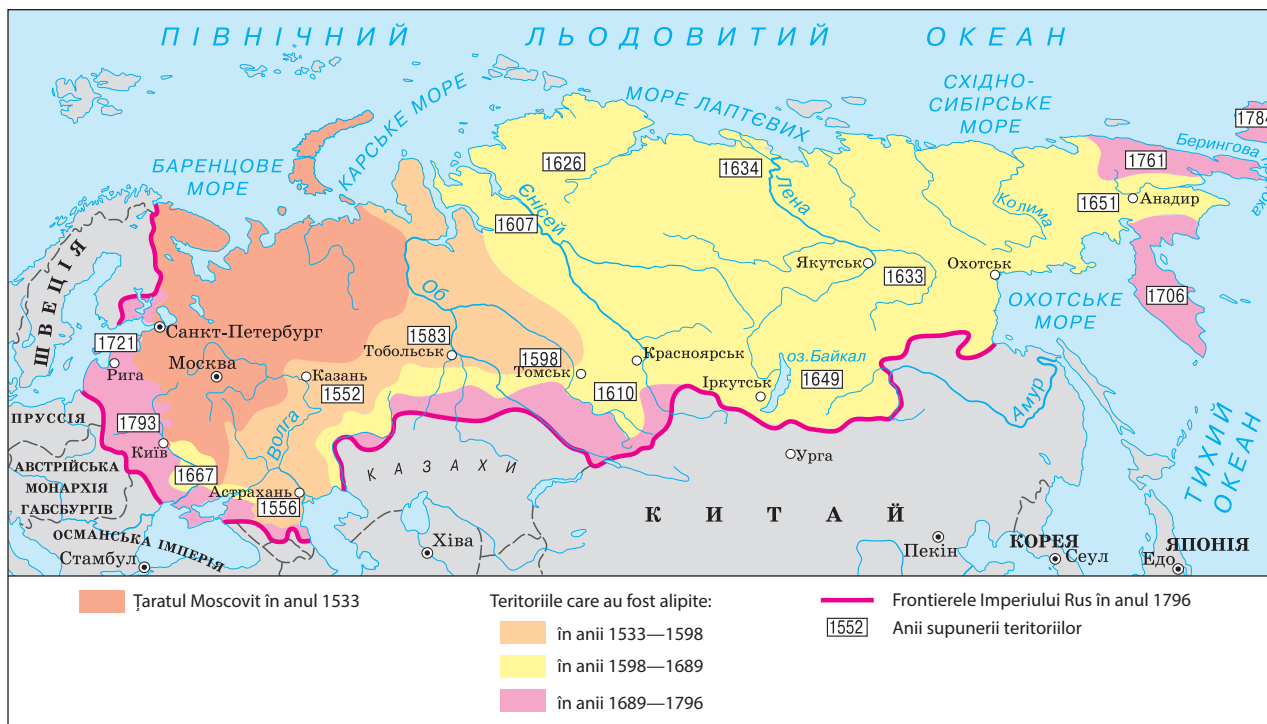 ПІВНІЧНИЙ ЛЬОДОВИТИЙ ОКЕАН
БАРЕНЦОВЕ
МОРЕ
КАРСЬКЕ МОРЕ
МОРЕ ЛАПТЄВИХ
СХІДНО-
СИБІРСЬКЕ
МОРЕ
1784
Берингова
1761
1626
1634
1651
Анадир
Єнісей
1607
Лена
Колима
ШВЕЦІЯ
Об
Якутськ
1633
Охотськ
ОХОТСЬКЕ
МОРЕ
1706
Санкт-Петербург
1721
Рига
Москва
1583
Тобольськ
1598
Томськ
Красноярськ
оз.Байкал
1649
Казань
1552
1610
Іркутськ
Амур
ТИХИЙ
ОКЕАН
ПРУССІЯ
1793
Київ
Волга
КАЗАХИ
Урга
АВСТРІЙСЬКА
МОНАРХІЯ
ГАБСБУРГІВ
1667
Астрахань
1556
КИТАЙ
ОСМАНСЬКА ІМПЕРІЯ
Стамбул
Хіва
Пекін
КОРЕЯ
Сеул
ЯПОНІЯ
Едо
Țaratul Moscovit în anul 1533
Teritoriile care au fost alipite:
în anii 1533—1598
în anii 1598—1689
în anii 1689—1796
Frontierele Imperiului Rus în anul 1796
1552 Anii supunerii teritoriilor